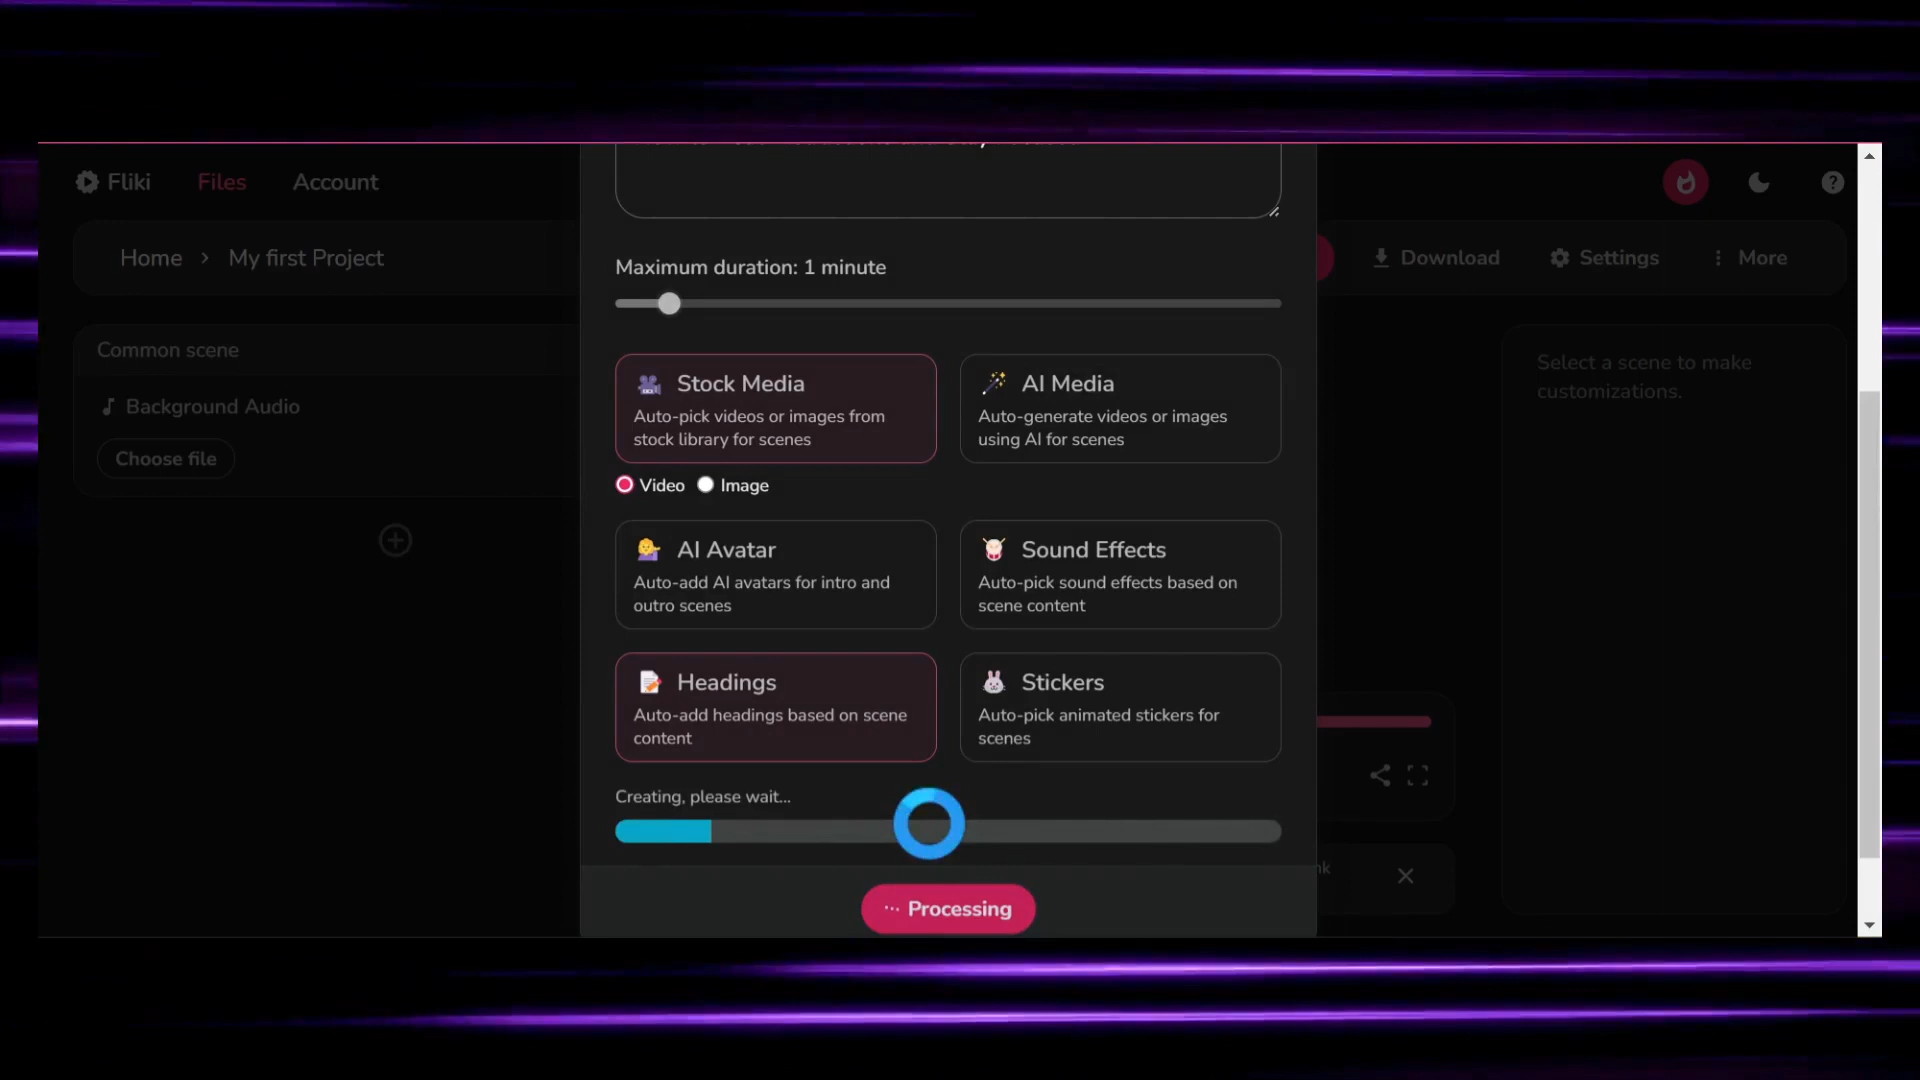 Fliki
Files
Account
Home > My first Project
Download
Settings
More
Common scene
Background Audio
Choose file
Maximum duration: 1 minute
Stock Media
Auto-pick videos or images from
stock library for scenes
AI Media
Auto-generate videos or images
using AI for scenes
Video
Image
AI Avatar
Auto-add AI avatars for intro and
outro scenes
Sound Effects
Auto-pick sound effects based on
scene content
Headings
Auto-add headings based on scene
content
Stickers
Auto-pick animated stickers for
scenes
Creating, please wait...
Processing
Select a scene to make
customizations.